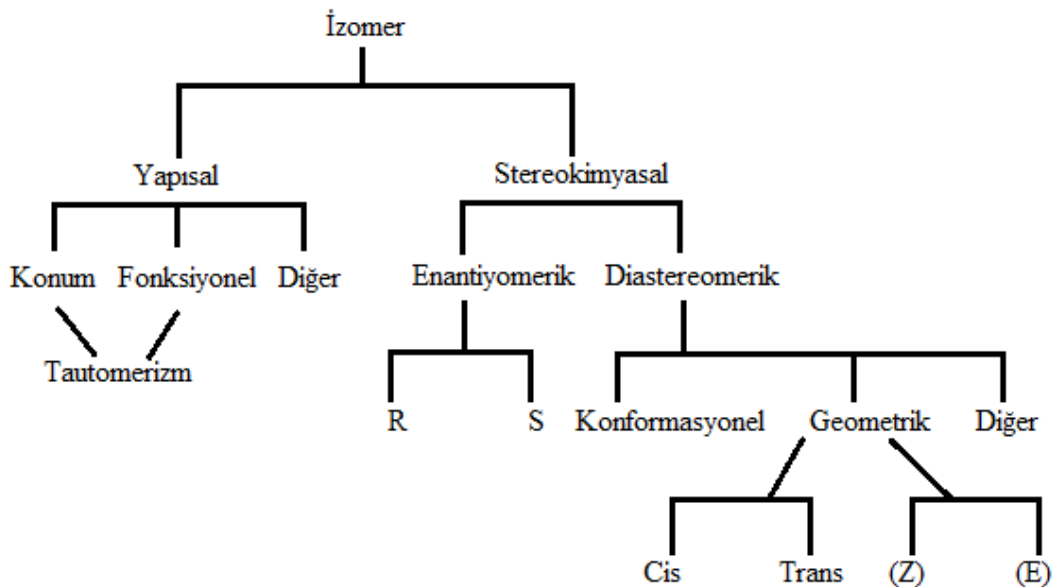 İzomer
Yapısal Stereokimyasal
Konum Fonksiyonel Diğer Enantiyomerik Diastereomerik
Tautomerizm
R S Konformasyonel Geometrik Diğer
Cis Trans (Z) (E)